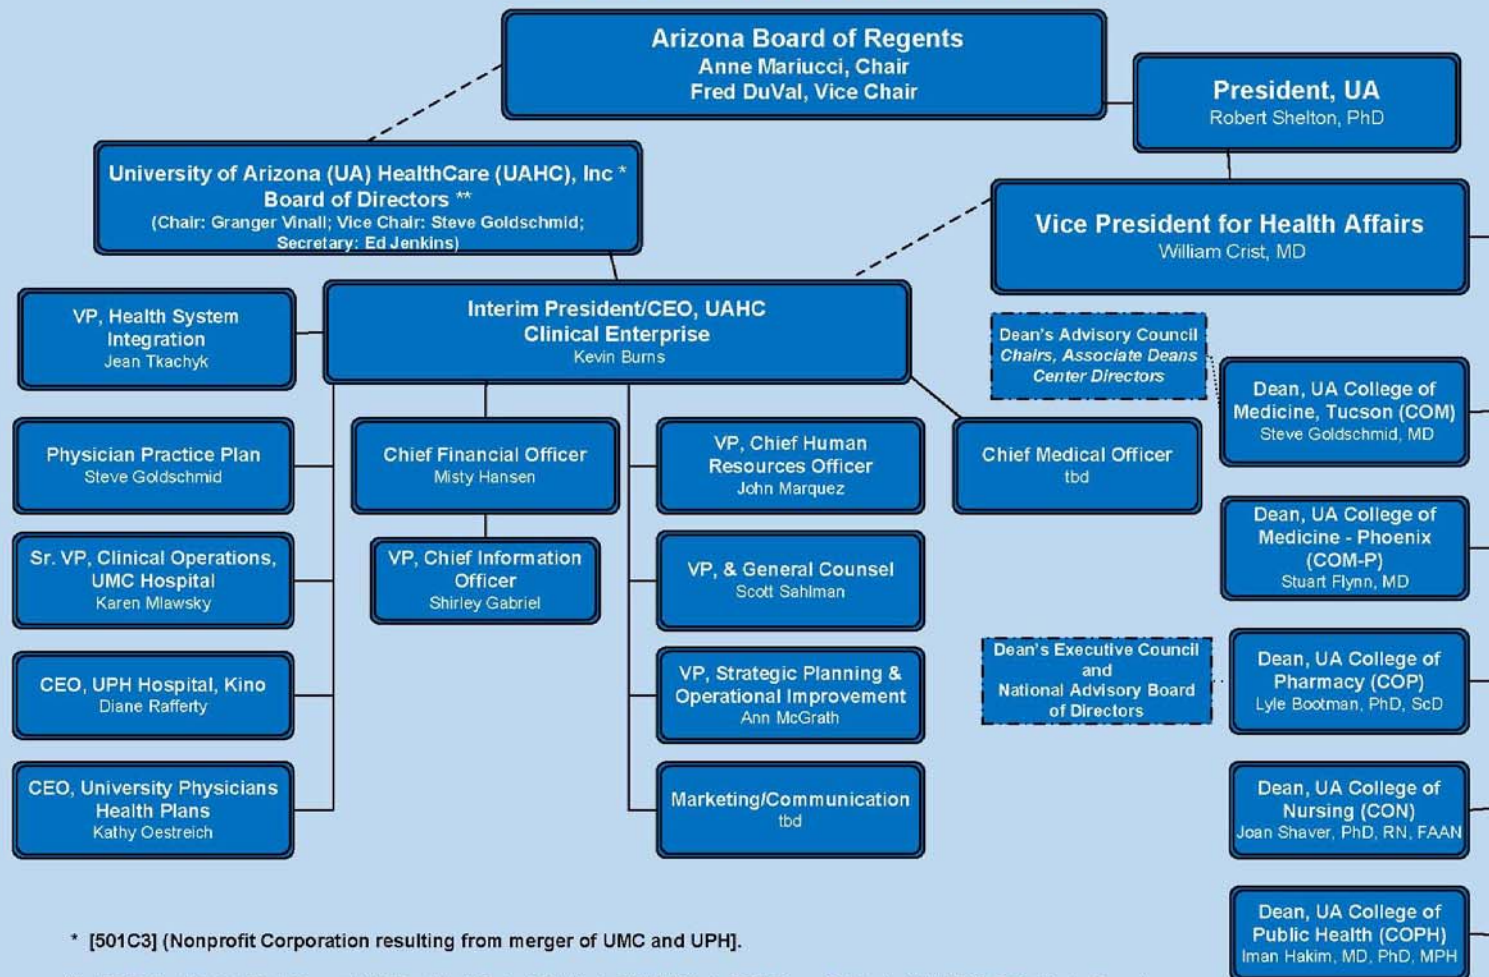 Arizona Board of Regents
Anne Mariucci, Chair
Fred DuVal, Vice Chair
President, UA
Robert Shelton, PhD
University of Arizona (UA) HealthCare (UAHC), Inc *
Board of Directors **
(Chair: Granger Vinall; Vice Chair: Steve Goldschmid;
Secretary: Ed Jenkins)
Vice President for Health Affairs
William Crist, MD
VP, Health System
Integration
Jean Tkachyk
Interim President/CEO, UAHC
Clinical Enterprise
Kevin Burns
Dean's Advisory Council
Chairs, Associate Deans
Center Directors
Dean, UA College of
Medicine, Tucson (COM)
Steve Goldschmid, MD
Physician Practice Plan
Steve Goldschmid
Chief Financial Officer
Misty Hansen
VP, Chief Human
Resources Officer
John Marquez
Chief Medical Officer
tbd
Dean, UA College of
Medicine - Phoenix
(COM-P)
Stuart Flynn, MD
Sr. VP, Clinical Operations,
UMC Hospital
Karen Mlawsky
VP, Chief Information
Officer
Shirley Gabriel
VP, & General Counsel
Scott Sahlman
Dean's Executive Council
and
National Advisory Board
of Directors
Dean, UA College of
Pharmacy (COP)
Lyle Bootman, PhD, ScD
CEO, UPH Hospital, Kino
Diane Rafferty
VP, Strategic Planning &
Operational Improvement
Ann McGrath
CEO, University Physicians
Health Plans
Kathy Oestreich
Marketing/Communication
tbd
Dean, UA College of
Nursing (CON)
Joan Shaver, PhD, RN, FAAN
Dean, UA College of
Public Health (COPH)
Iman Hakim, MD, PhD, MPH
* [501C3] (Nonprofit Corporation resulting from merger of UMC and UPH].